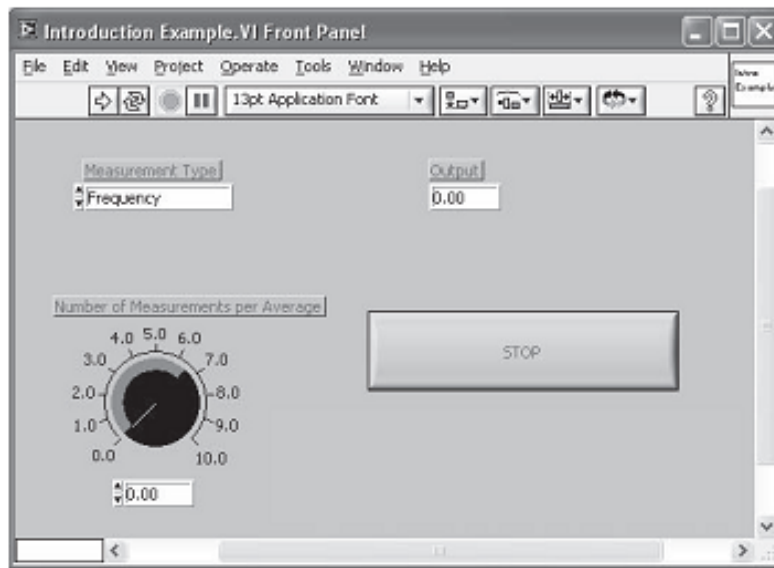 Introduction Example.VI Front Panel
File Edit View Project Operate Tools Window Help
13pt Application Font
Example
Measurement Type
Frequency
Output
0.00
Number of Measurements per Average
0.0
1.0
2.0
3.0
4.0
5.0
6.0
7.0
8.0
9.0
10.0
0.00
STOP